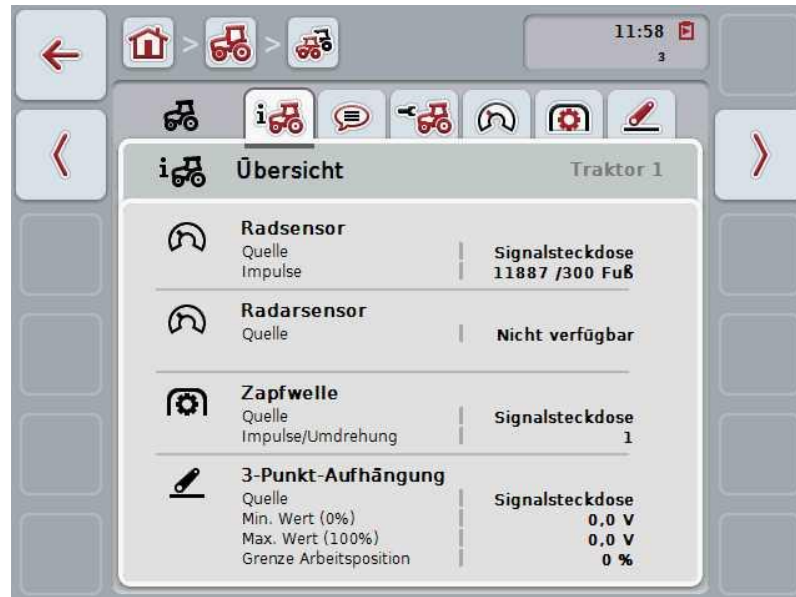 11:58
3
Übersicht Traktor 1
Radsensor
Quelle Signalsteckdose
Impulse 11887 /300 Fuß
Radarsensor
Quelle Nicht verfügbar
Zapfwelle
Quelle Signalsteckdose
Impulse/Umdrehung 1
3-Punkt-Aufhängung
Quelle Signalsteckdose
Min. Wert (0%) 0,0 V
Max. Wert (100%) 0,0 V
Grenze Arbeitsposition 0 %